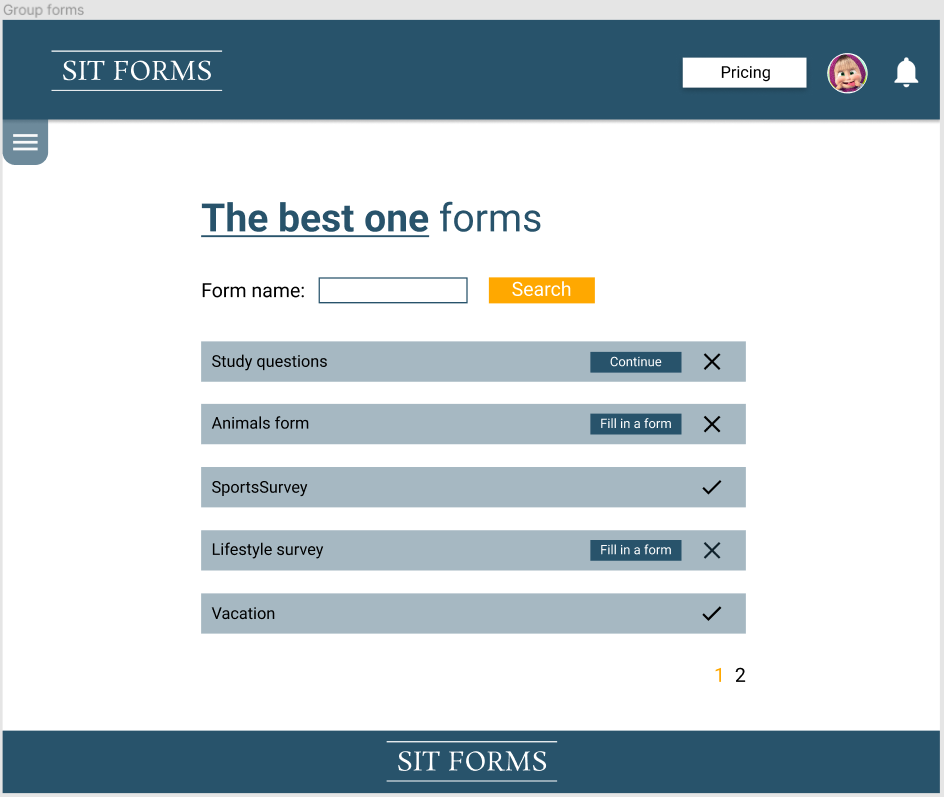 Group forms
SIT FORMS
Pricing
The best one forms
Form name:
Search
Study questions
Continue
Animals form
Fill in a form
SportsSurvey
Lifestyle survey
Fill in a form
Vacation
1 2
SIT FORMS